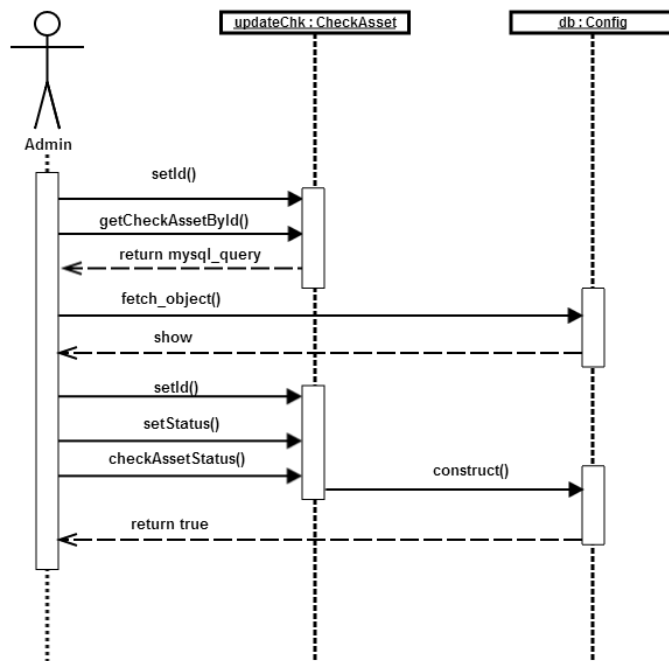 updateChk : CheckAsset
db : Config
Admin
setId()
getCheckAssetById()
return mysql_query
fetch_object()
show
setId()
setStatus()
checkAssetStatus()
construct()
return true